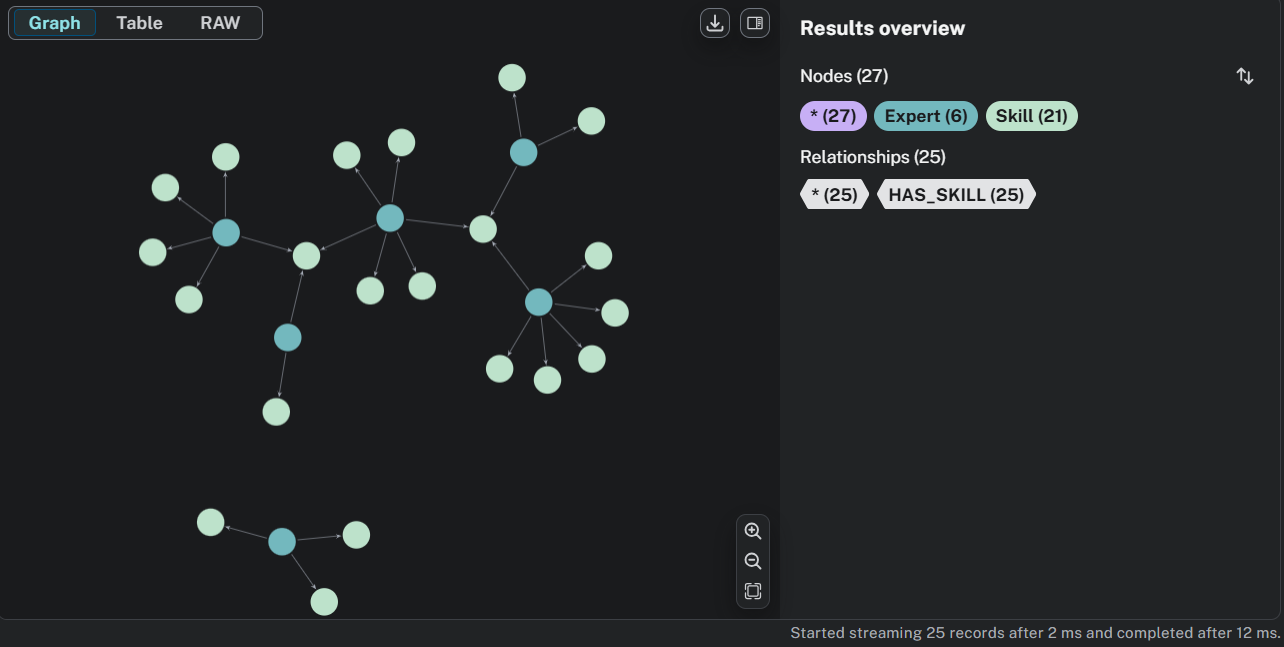 Graph Table RAW
Results overview
Nodes (27)
* (27) Expert (6) Skill (21)
Relationships (25)
* (25) HAS_SKILL (25)
Started streaming 25 records after 2 ms and completed after 12 ms.